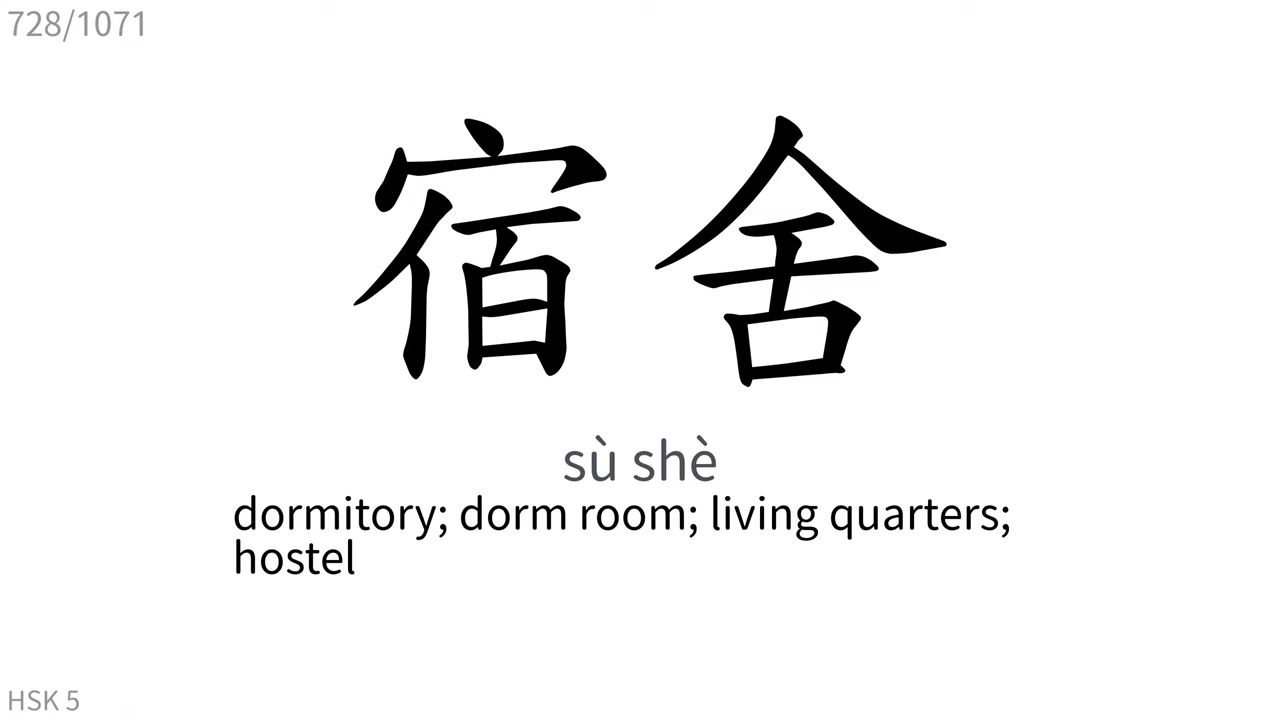 728/1071
宿舍
sù shè
dormitory; dorm room; living quarters;
hostel
HSK 5